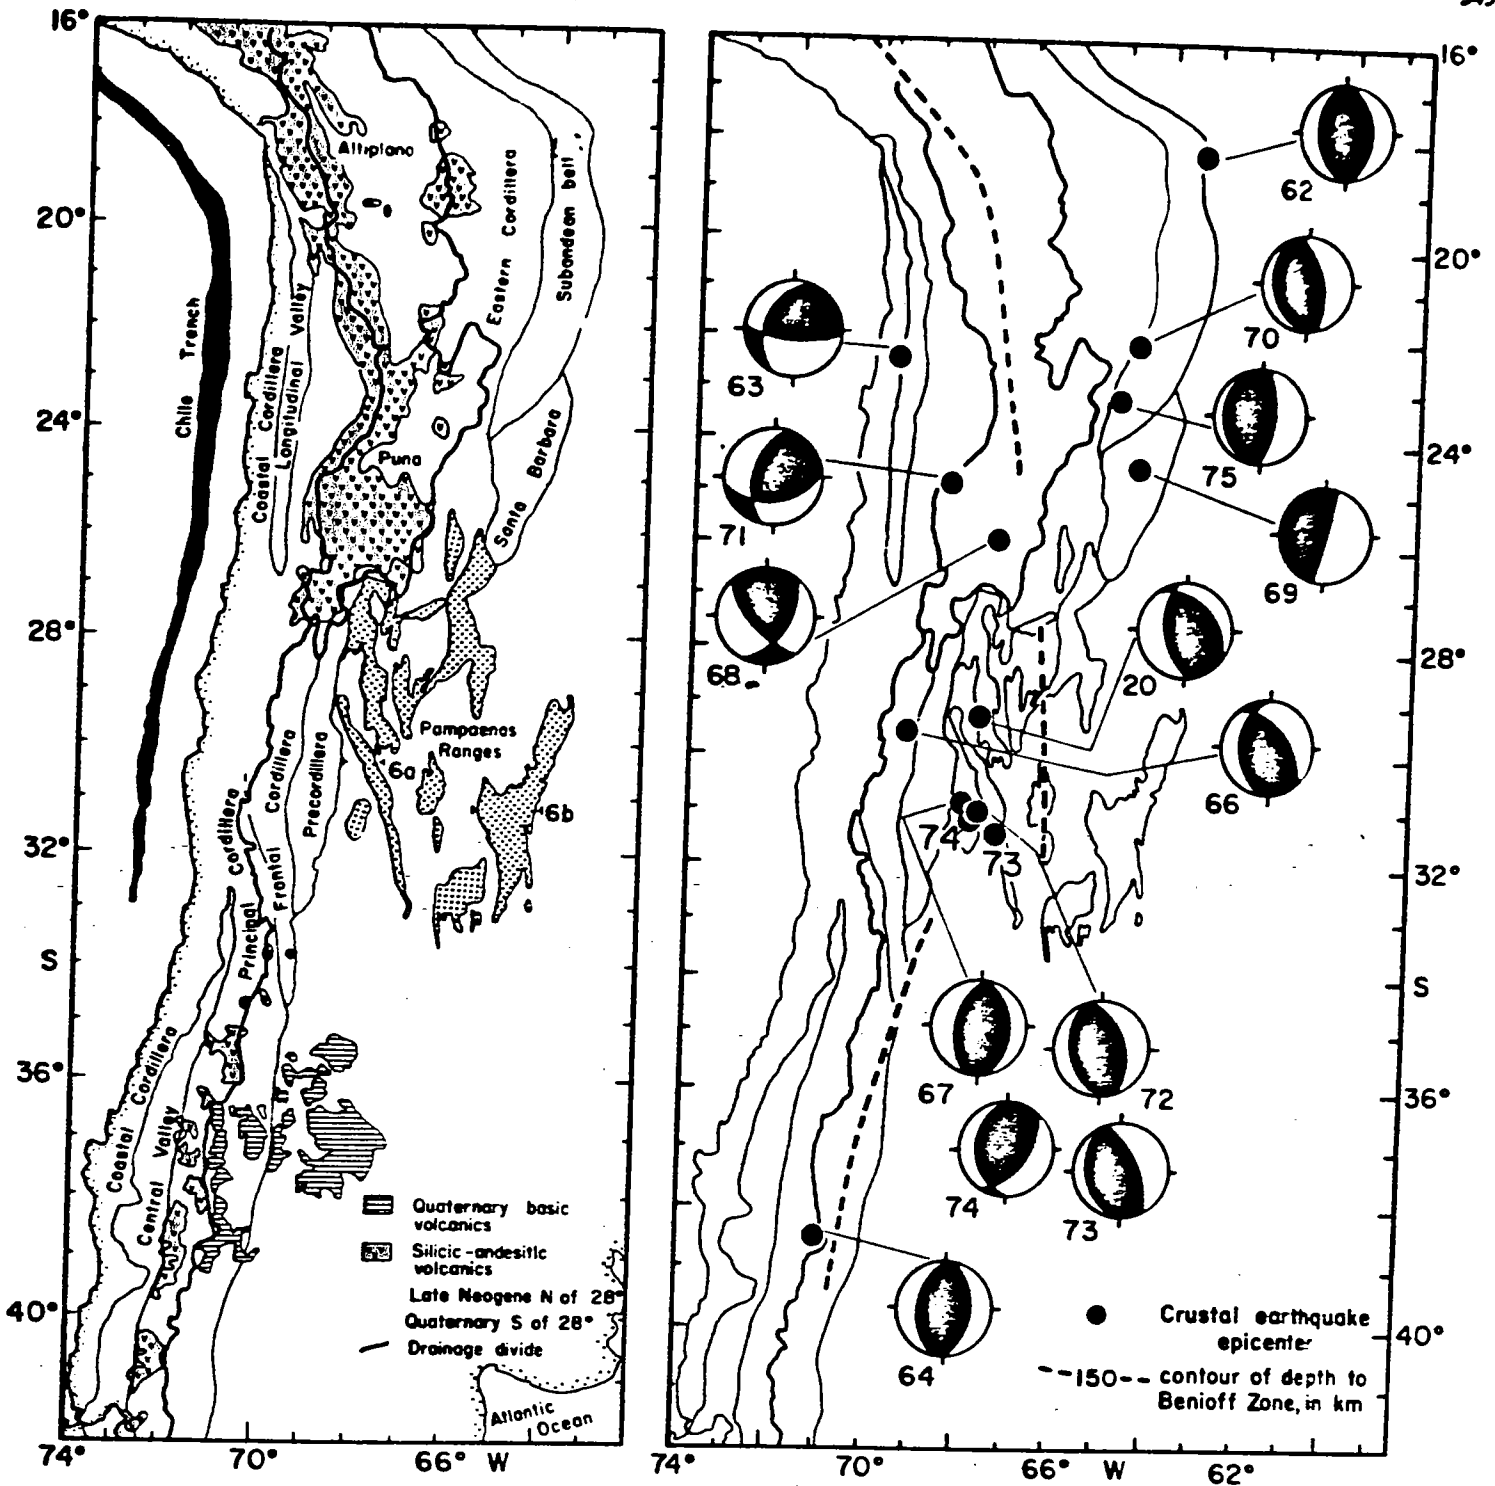 16°
20°
24°
28°
32°
S
36°
40°
74°
70°
66° W
Chile Trench
Coastal Cordillera
Longitudinal Valley
Altiplano
Eastern Cordillera
Subandean belt
Puna
Santa Barbara
Pampaenas
Ranges
6a
6b
Precordillera
Frontal Cordillera
Principal Cordillera
Coastal Cordillera
Central Valley
Quaternary basic
volcanics
Silicic-andesitic
volcanics
Late Neogene N of 28°
Quaternary S of 28°
Drainage divide
Atlantic
Ocean
16°
20°
24°
28°
32°
S
36°
40°
74°
70°
66° W
62°
62
70
63
75
71
69
68
20
66
74
73
67
72
74
73
64
Crustal earthquake
epicenter
--150-- contour of depth to
Benioff Zone, in km